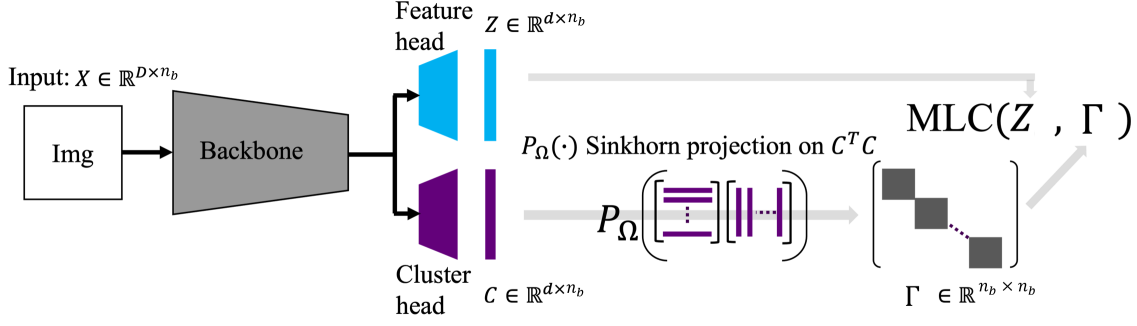 Feature
head
Z ∈ ℝ^{d×n_b}
Input: X ∈ ℝ^{D×n_b}
Img
Backbone
MLC(Z , Γ )
P_Ω(·) Sinkhorn projection on C^T C
P_Ω
Cluster
head
C ∈ ℝ^{d×n_b}
Γ ∈ ℝ^{n_b × n_b}